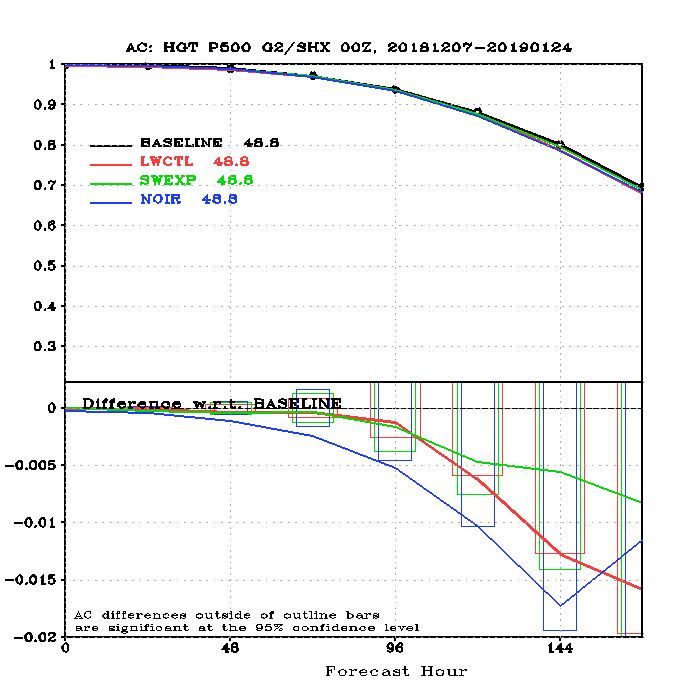 AC: HGT P500 G2/SHX 00Z, 20181207-20190124
1
0.9
0.8
0.7
0.6
0.5
0.4
0.3
BASELINE 48.8
LWCTL 48.8
SWEXP 48.8
NOIR 48.8
Difference w.r.t. BASELINE
0
-0.005
-0.01
-0.015
-0.02
AC differences outside of outline bars
are significant at the 95% confidence level
0 48 96 144
Forecast Hour